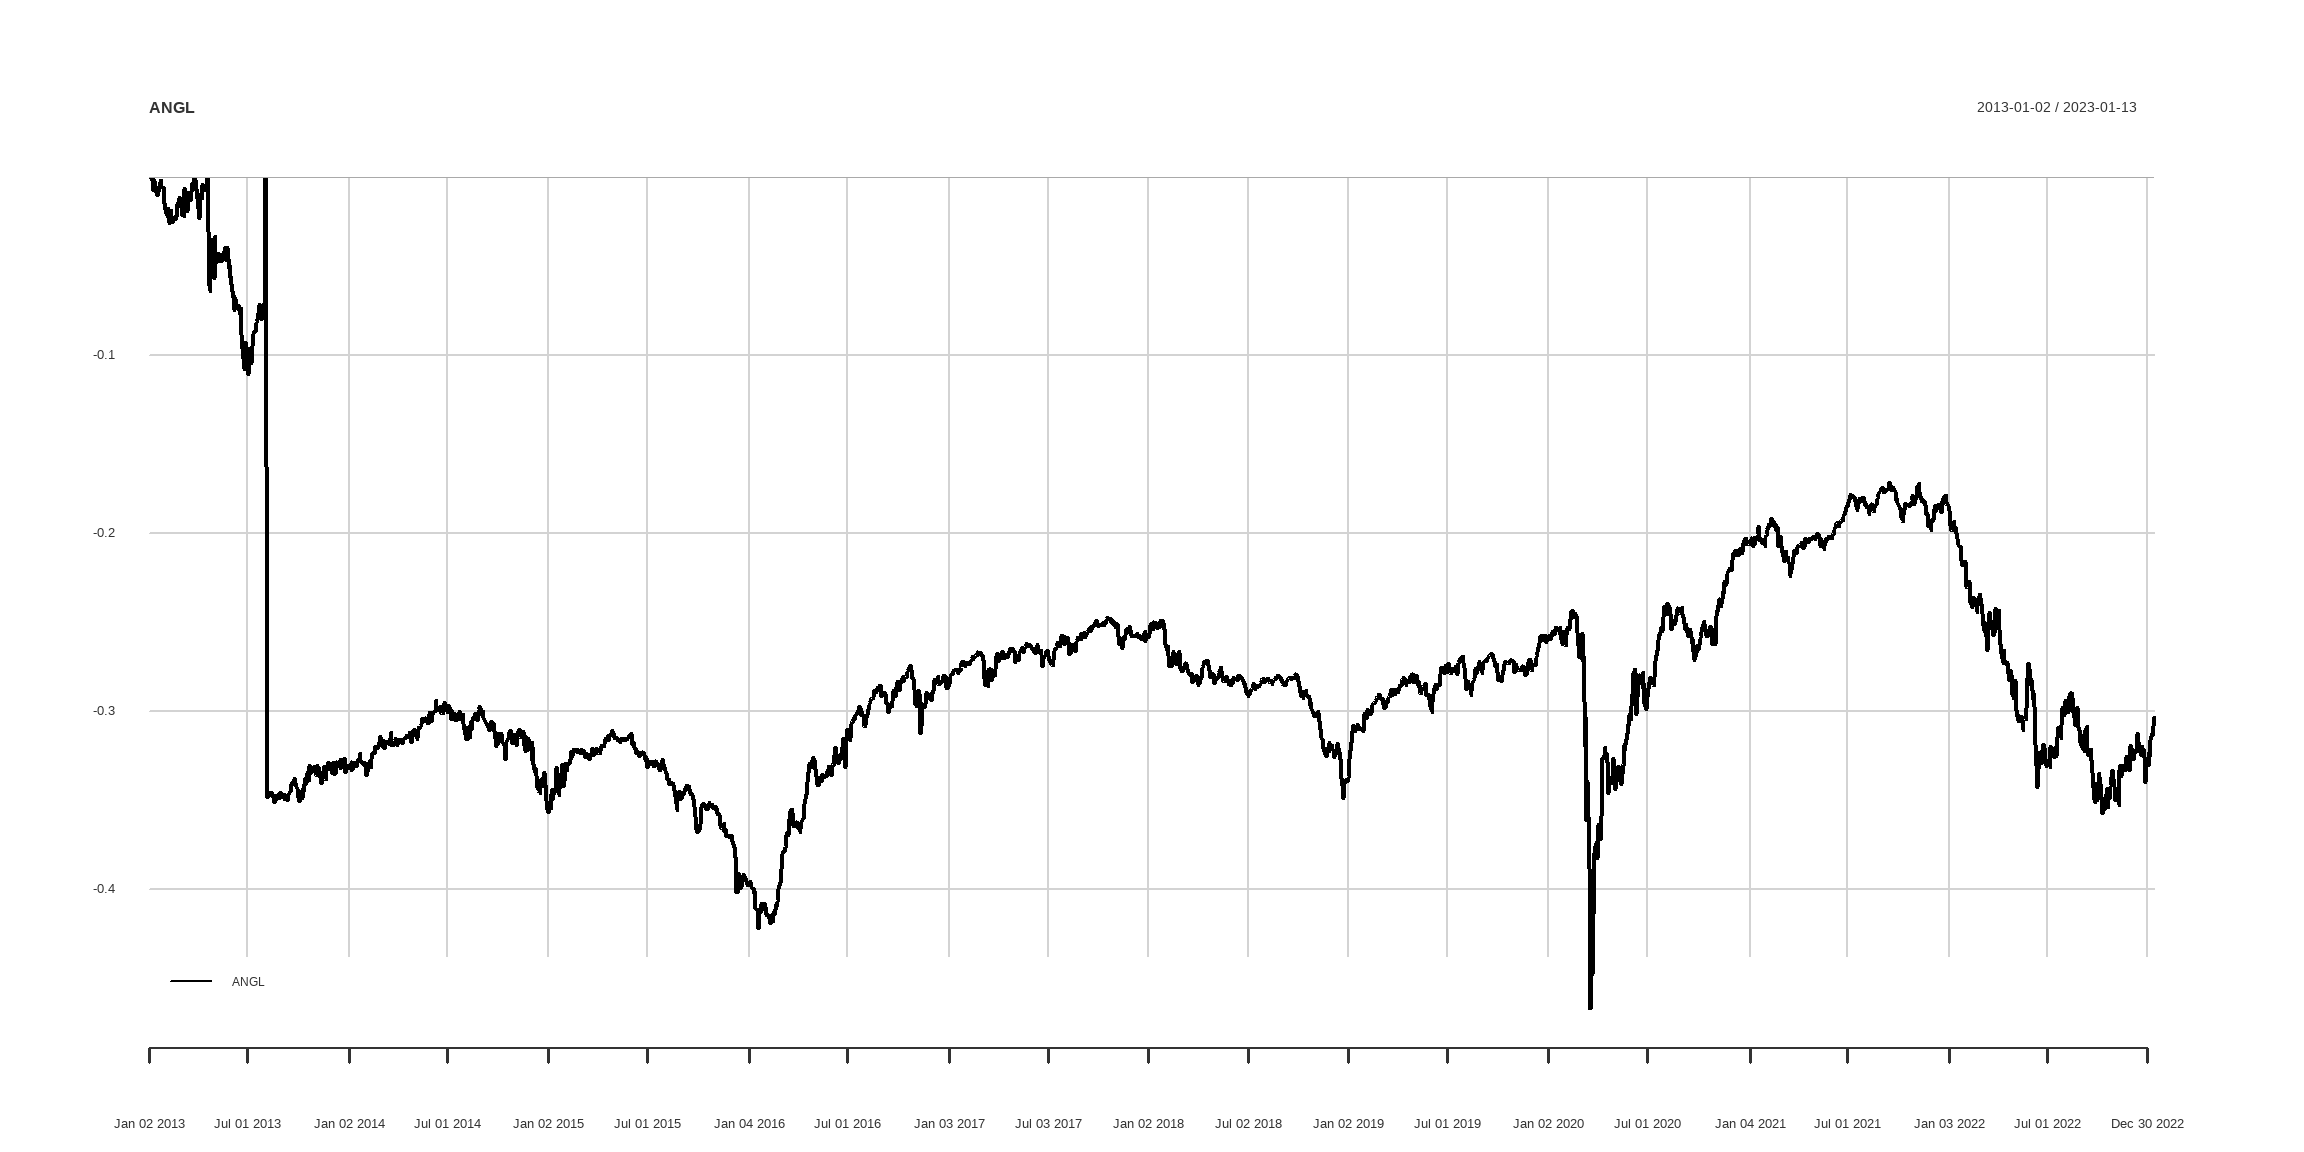 ANGL
2013-01-02 / 2023-01-13
-0.1
-0.2
-0.3
-0.4
ANGL
Jan 02 2013
Jul 01 2013
Jan 02 2014
Jul 01 2014
Jan 02 2015
Jul 01 2015
Jan 04 2016
Jul 01 2016
Jan 03 2017
Jul 03 2017
Jan 02 2018
Jul 02 2018
Jan 02 2019
Jul 01 2019
Jan 02 2020
Jul 01 2020
Jan 04 2021
Jul 01 2021
Jan 03 2022
Jul 01 2022
Dec 30 2022